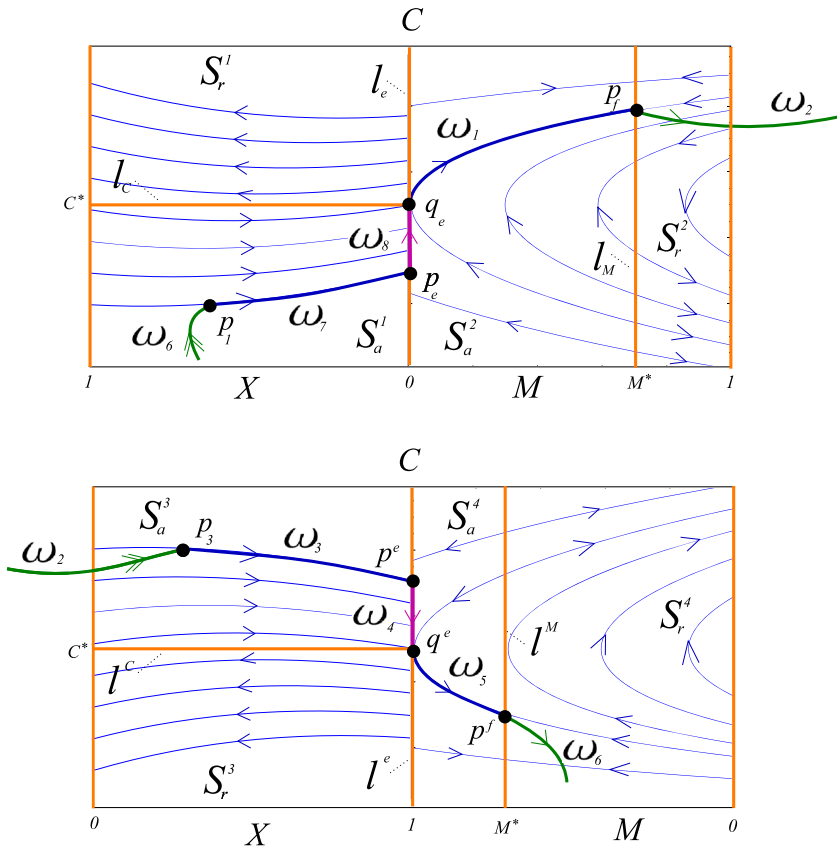 C
S_r^1
l_e
p_f
ω_2
ω_1
l_C
C*
q_e
ω_8
S_r^2
l_M
p_e
p_1
ω_7
ω_6
S_a^1
S_a^2
1
X
0
M
M*
1
C
S_a^3
p_3
ω_3
p^e
S_a^4
ω_2
ω_4
S_r^4
C*
l^C
q^e
l^M
ω_5
p^f
ω_6
S_r^3
l^e
0
X
1
M*
M
0